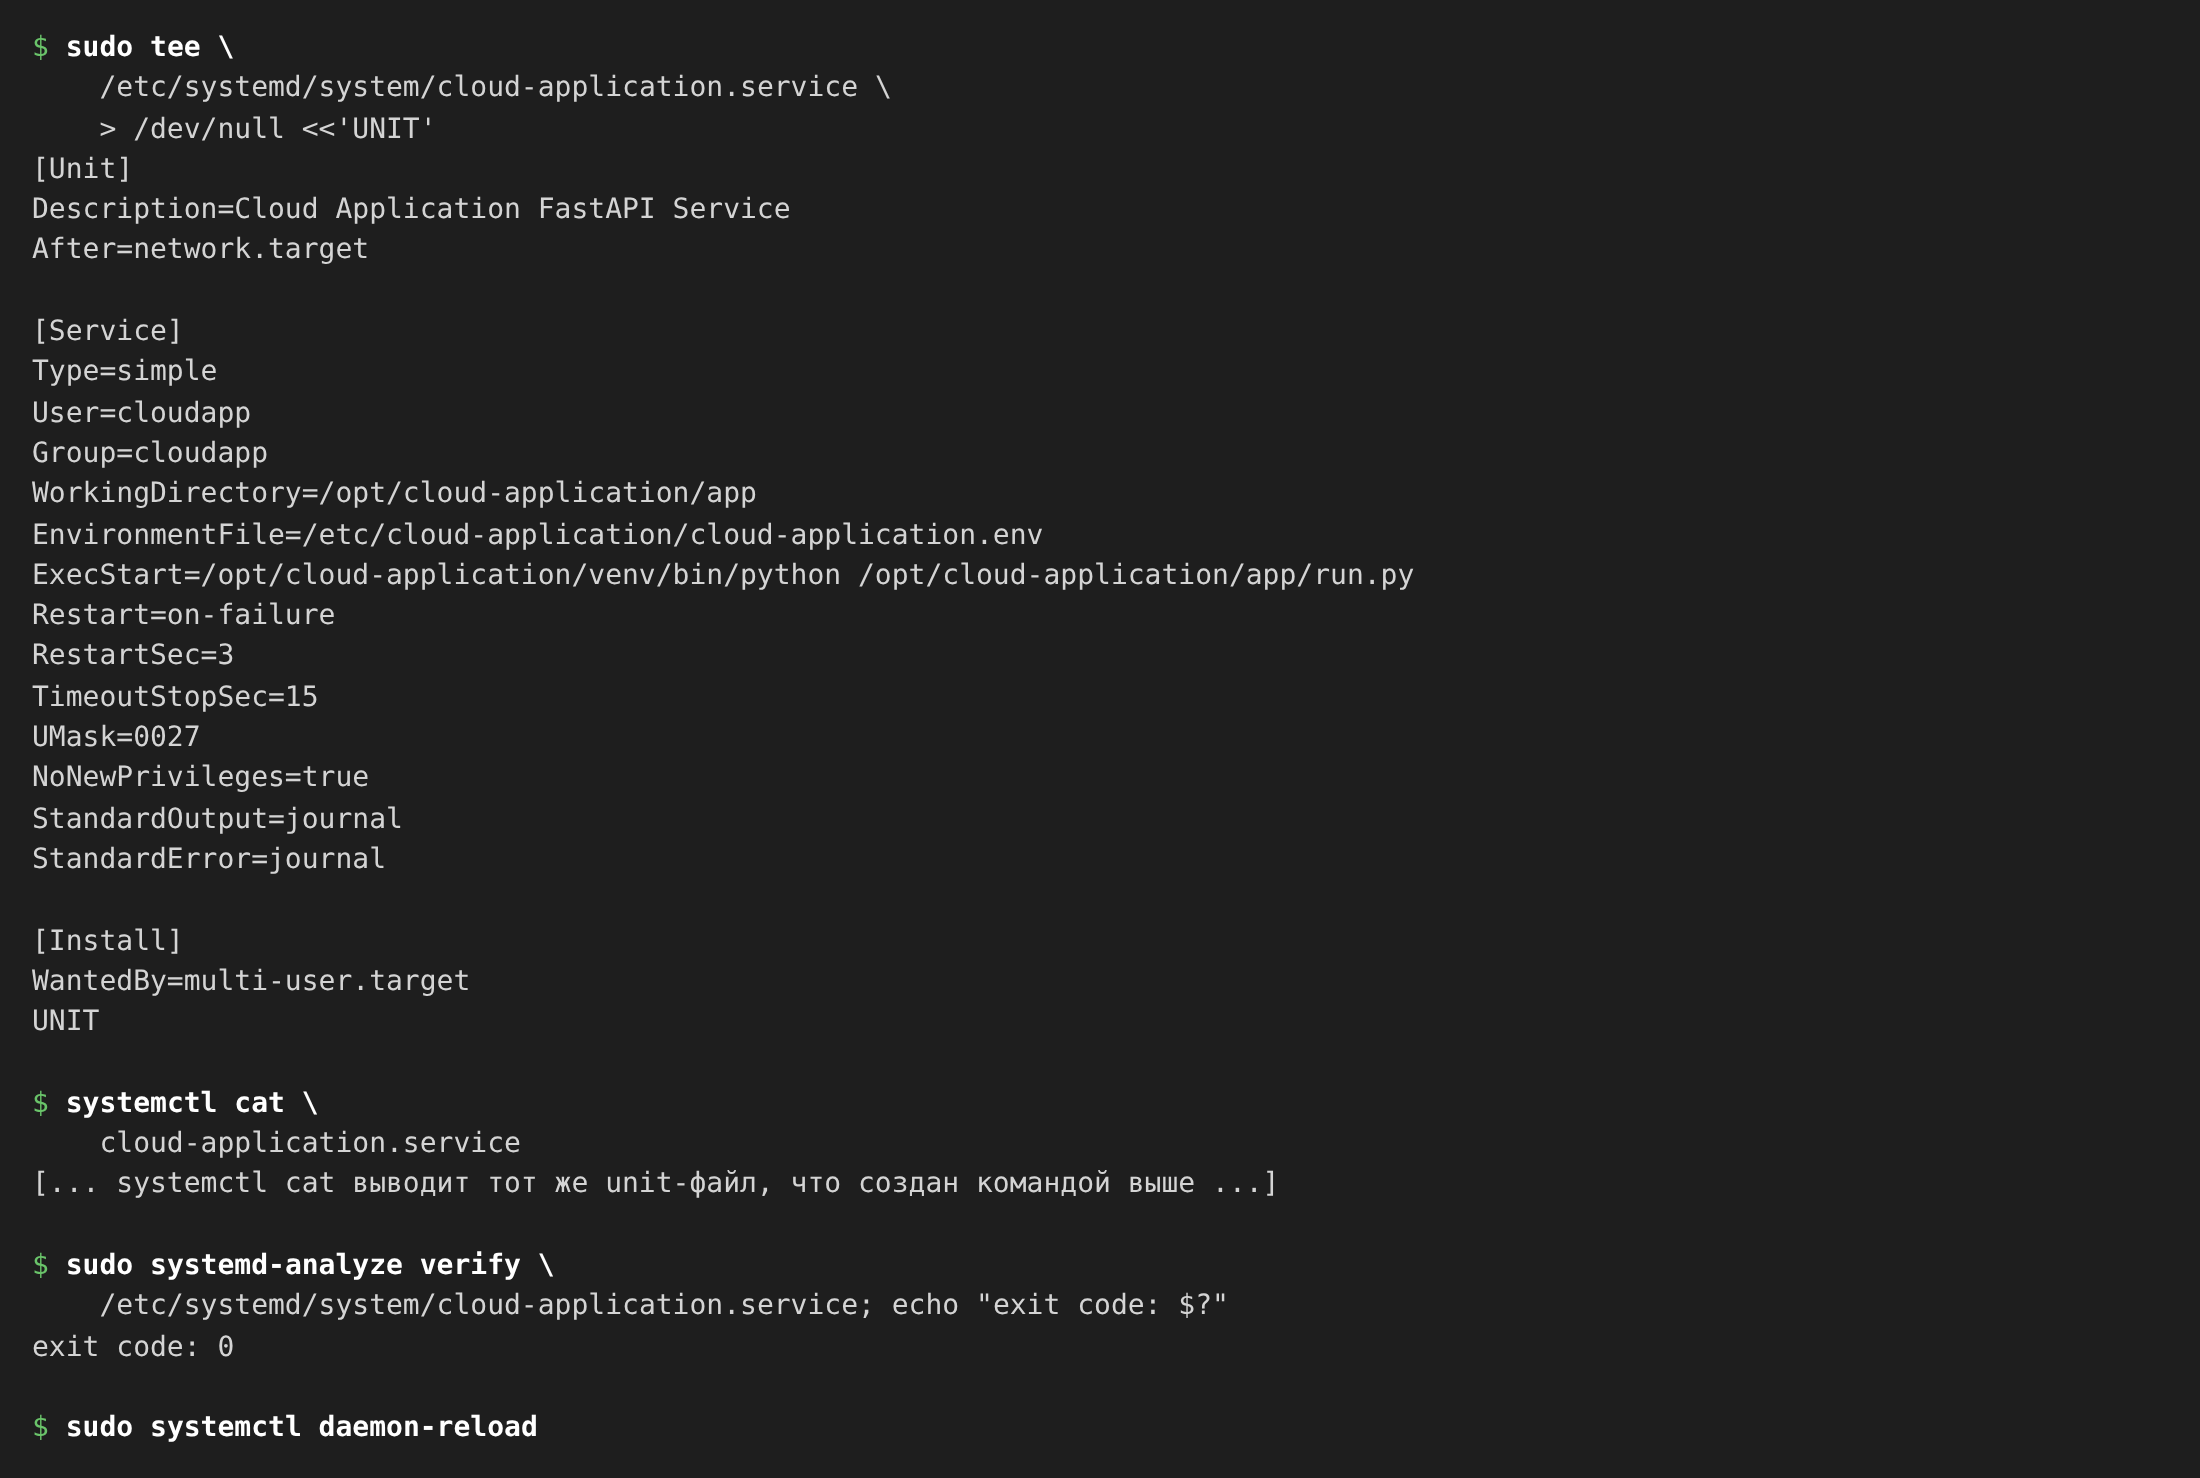 $ sudo tee \
    /etc/systemd/system/cloud-application.service \
    > /dev/null <<'UNIT'
[Unit]
Description=Cloud Application FastAPI Service
After=network.target

[Service]
Type=simple
User=cloudapp
Group=cloudapp
WorkingDirectory=/opt/cloud-application/app
EnvironmentFile=/etc/cloud-application/cloud-application.env
ExecStart=/opt/cloud-application/venv/bin/python /opt/cloud-application/app/run.py
Restart=on-failure
RestartSec=3
TimeoutStopSec=15
UMask=0027
NoNewPrivileges=true
StandardOutput=journal
StandardError=journal

[Install]
WantedBy=multi-user.target
UNIT

$ systemctl cat \
    cloud-application.service
[... systemctl cat выводит тот же unit-файл, что создан командой выше ...]

$ sudo systemd-analyze verify \
    /etc/systemd/system/cloud-application.service; echo "exit code: $?"
exit code: 0

$ sudo systemctl daemon-reload